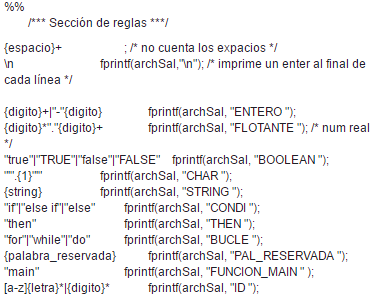 %%
/*** Sección de reglas ***/
{espacio}+ ; /* no cuenta los expacios */
\n fprintf(archSal,"\n"); /* imprime un enter al final de
cada línea */
{digito}+|"-"{digito} fprintf(archSal, "ENTERO ");
{digito}*"."{digito}+ fprintf(archSal, "FLOTANTE "); /* num real
*/
"true"|"TRUE"|"false"|"FALSE" fprintf(archSal, "BOOLEAN ");
"'".{1}"'" fprintf(archSal, "CHAR ");
{string} fprintf(archSal, "STRING ");
"if"|"else if"|"else" fprintf(archSal, "CONDI ");
"then" fprintf(archSal, "THEN ");
"for"|"while"|"do" fprintf(archSal, "BUCLE ");
{palabra_reservada} fprintf(archSal, "PAL_RESERVADA ");
"main" fprintf(archSal, "FUNCION_MAIN " );
[a-z]{letra}*|{digito}* fprintf(archSal, "ID ");